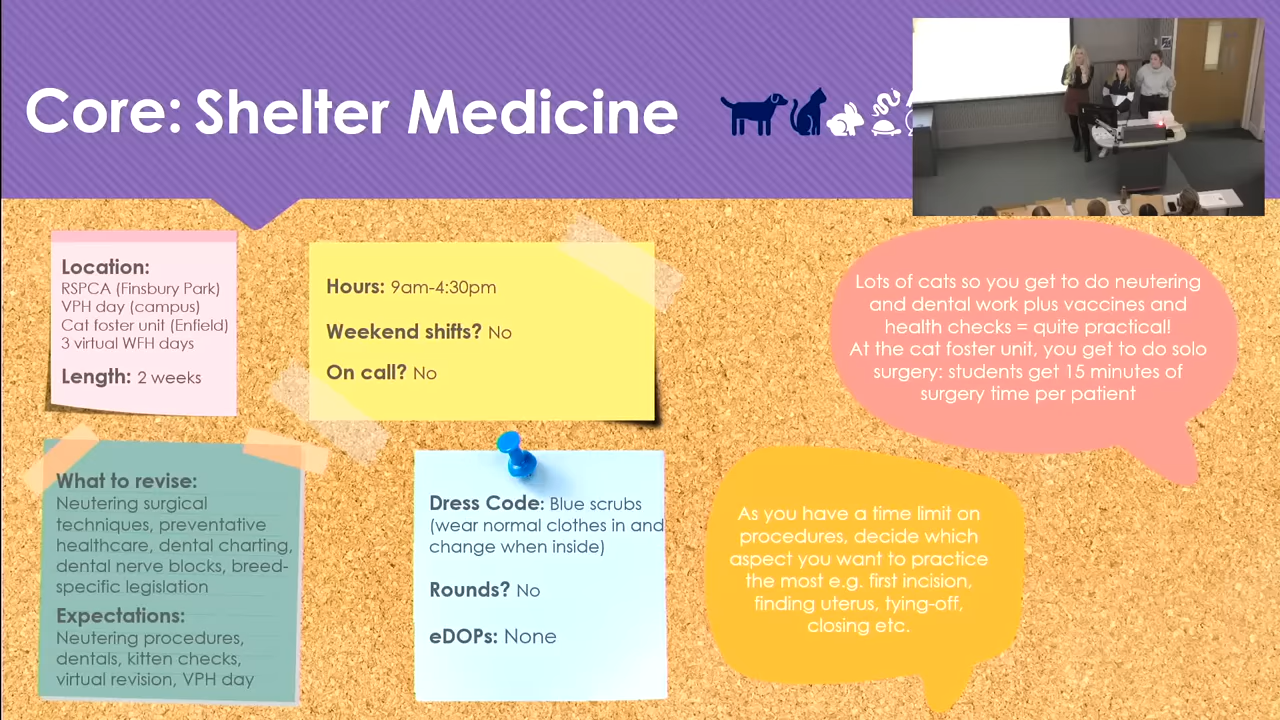 Core: Shelter Medicine
Location:
RSPCA (Finsbury Park)
VPH day (campus)
Cat foster unit (Enfield)
3 virtual WFH days
Length: 2 weeks
Hours: 9am-4:30pm
Weekend shifts? No
On call? No
Lots of cats so you get to do neutering
and dental work plus vaccines and
health checks = quite practical!
At the cat foster unit, you get to do solo
surgery: students get 15 minutes of
surgery time per patient
What to revise:
Neutering surgical
techniques, preventative
healthcare, dental charting,
dental nerve blocks, breed-
specific legislation
Expectations:
Neutering procedures,
dentals, kitten checks,
virtual revision, VPH day
Dress Code: Blue scrubs
(wear normal clothes in and
change when inside)
Rounds? No
eDOPs: None
As you have a time limit on
procedures, decide which
aspect you want to practice
the most e.g. first incision,
finding uterus, tying-off,
closing etc.